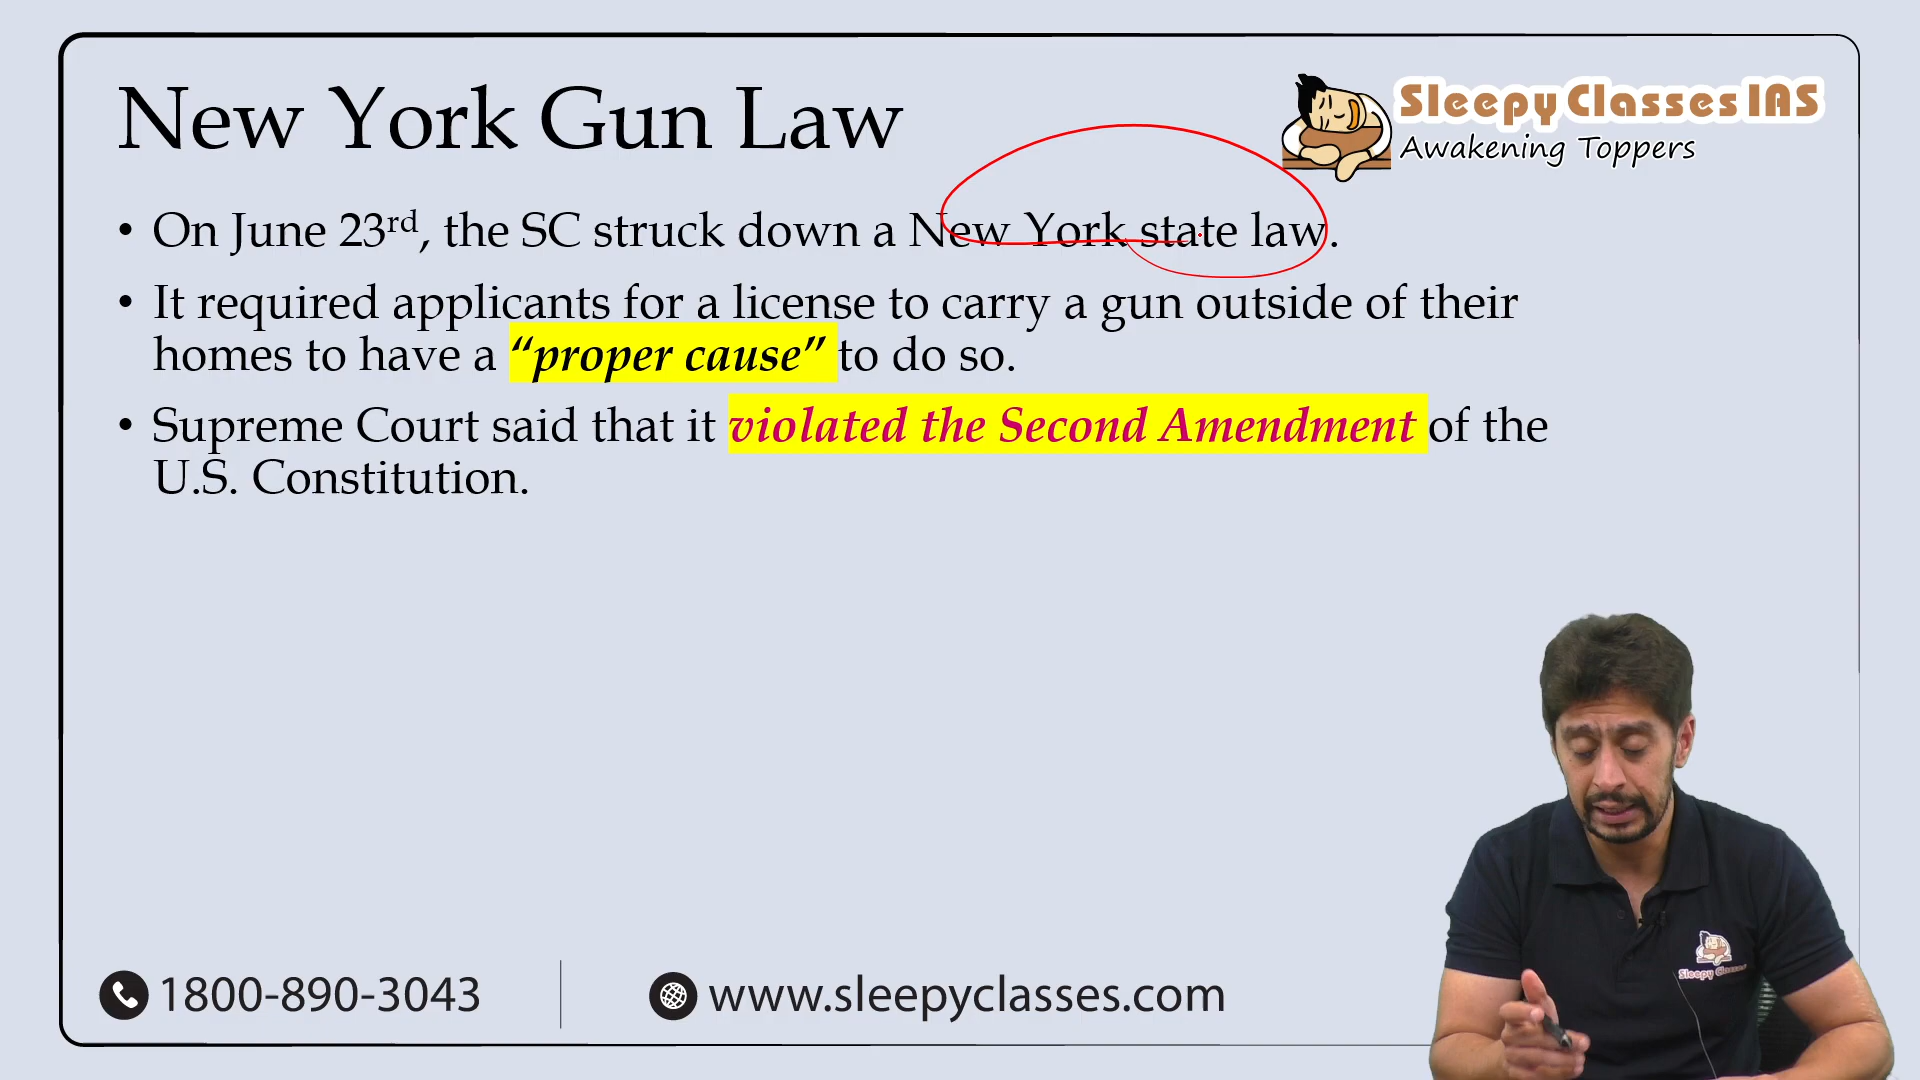 New York Gun Law
Sleepy Classes IAS
Awakening Toppers
• On June 23rd, the SC struck down a New York state law.
• It required applicants for a license to carry a gun outside of their
homes to have a “proper cause” to do so.
• Supreme Court said that it violated the Second Amendment of the
U.S. Constitution.
Sleepy Classes
1800-890-3043
www.sleepyclasses.com